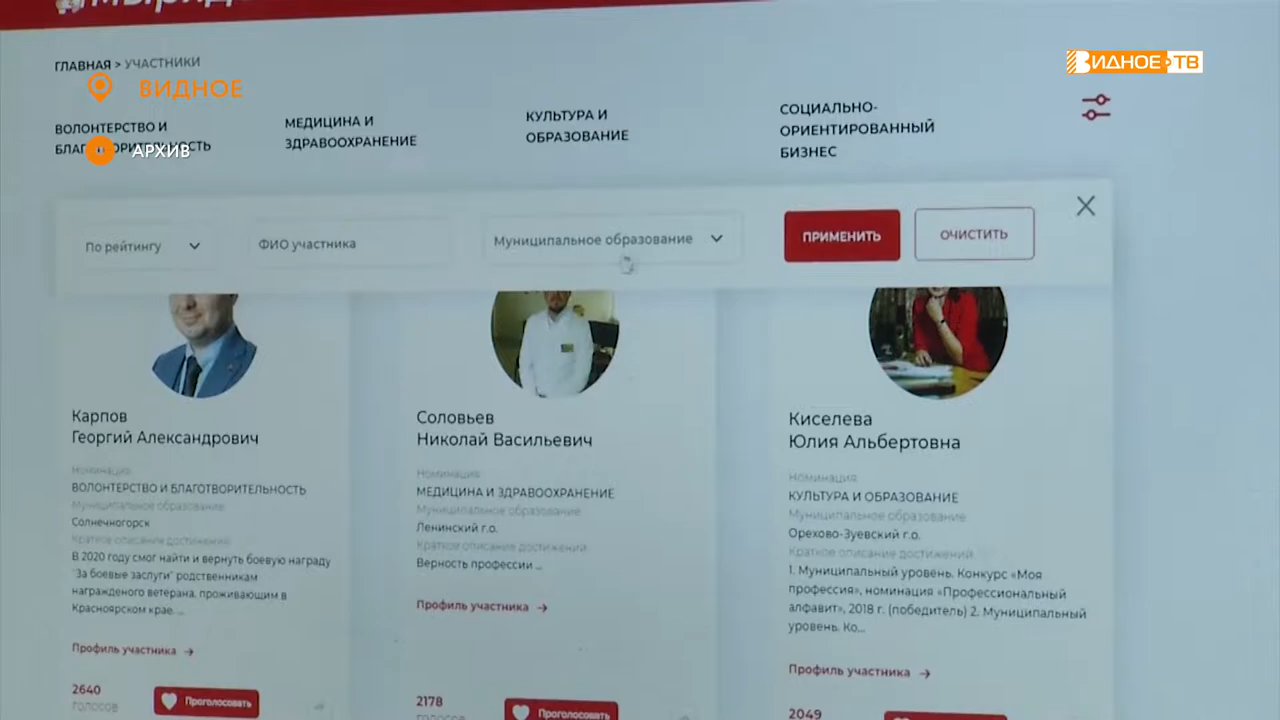 ГЛАВНАЯ > УЧАСТНИКИ
ВИДНОЕ
ВИДНОЕ ТВ
ВОЛОНТЕРСТВО И
АРХИВ
МЕДИЦИНА И
ЗДРАВООХРАНЕНИЕ
КУЛЬТУРА И
ОБРАЗОВАНИЕ
СОЦИАЛЬНО-
ОРИЕНТИРОВАННЫЙ
БИЗНЕС
По рейтингу
ФИО участника
Муниципальное образование
ПРИМЕНИТЬ
ОЧИСТИТЬ
Карпов
Георгий Александрович
Номинация
ВОЛОНТЕРСТВО И БЛАГОТВОРИТЕЛЬНОСТЬ
Муниципальное образование
Солнечногорск
Краткое описание достижений
В 2020 году смог найти и вернуть боевую награду
"За боевые заслуги" родственникам
награжденого ветерана, проживающим в
Красноярском крае. ...
Профиль участника →
2640
голосов
Проголосовать
Соловьев
Николай Васильевич
Номинация
МЕДИЦИНА И ЗДРАВООХРАНЕНИЕ
Муниципальное образование
Ленинский г.о.
Краткое описание достижений
Верность профессии ...
Профиль участника →
2178
голосов
Проголосовать
Киселева
Юлия Альбертовна
Номинация
КУЛЬТУРА И ОБРАЗОВАНИЕ
Муниципальное образование
Орехово-Зуевский г.о.
Краткое описание достижений
1. Муниципальный уровень. Конкурс «Моя
профессия», номинация «Профессиональный
алфавит», 2018 г. (победитель) 2. Муниципальный
уровень. Ко...
Профиль участника →
2049